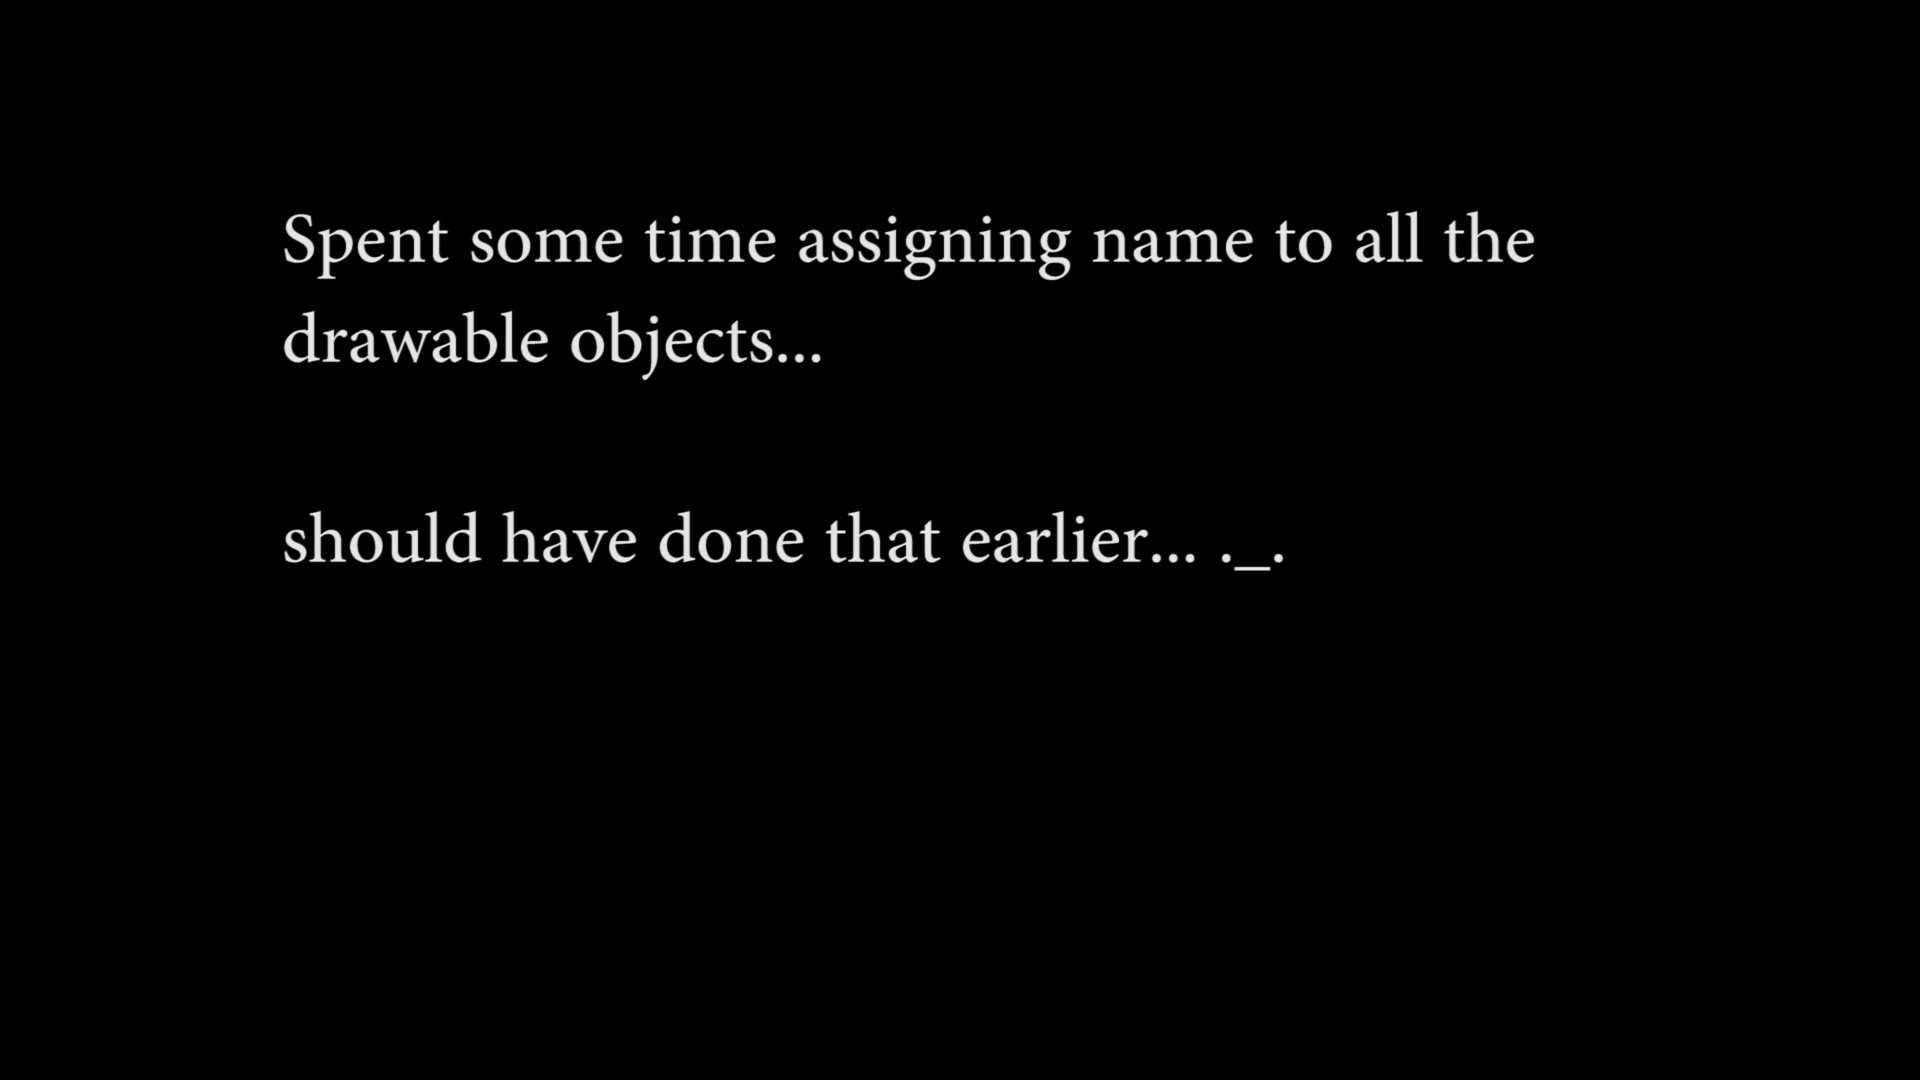 Spent some time assigning name to all the
drawable objects...
should have done that earlier... ._.